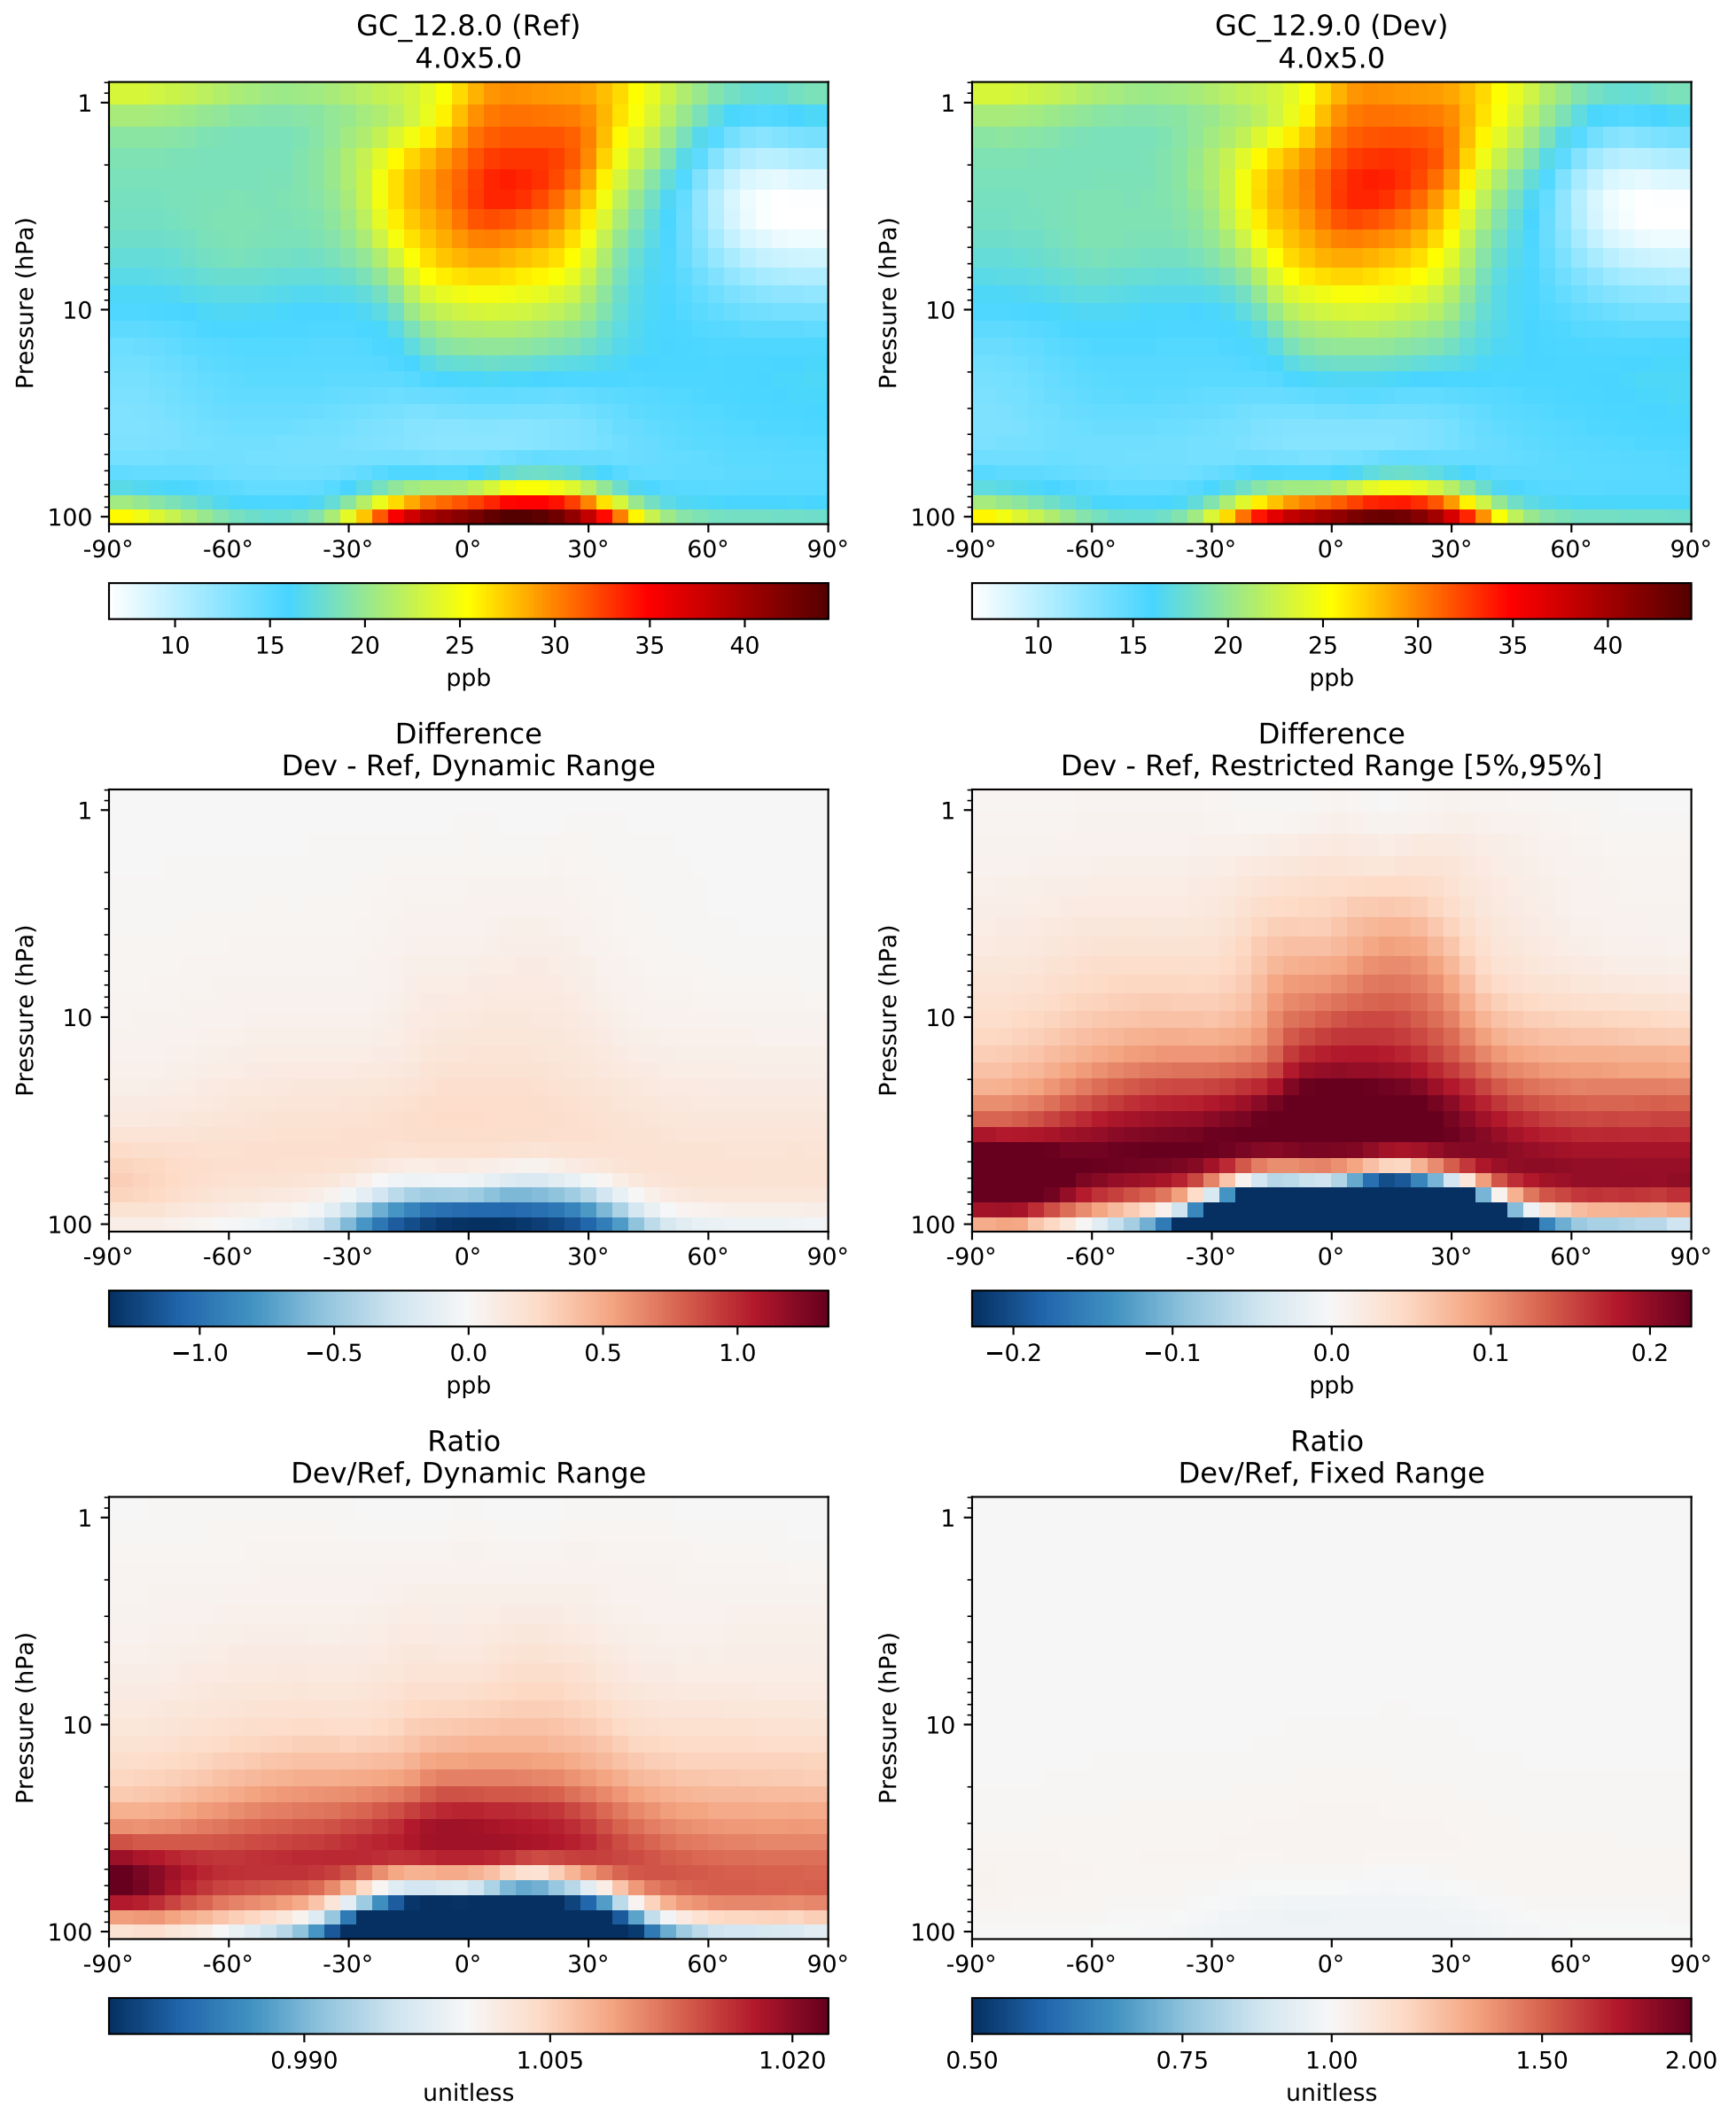 GC_12.8.0 (Ref)
4.0x5.0
Pressure (hPa)
1
10
100
-90° -60° -30° 0° 30° 60° 90°
10 15 20 25 30 35 40
ppb
GC_12.9.0 (Dev)
4.0x5.0
Pressure (hPa)
1
10
100
-90° -60° -30° 0° 30° 60° 90°
10 15 20 25 30 35 40
ppb
Difference
Dev - Ref, Dynamic Range
Pressure (hPa)
1
10
100
-90° -60° -30° 0° 30° 60° 90°
−1.0 −0.5 0.0 0.5 1.0
ppb
Difference
Dev - Ref, Restricted Range [5%,95%]
Pressure (hPa)
1
10
100
-90° -60° -30° 0° 30° 60° 90°
−0.2 −0.1 0.0 0.1 0.2
ppb
Ratio
Dev/Ref, Dynamic Range
Pressure (hPa)
1
10
100
-90° -60° -30° 0° 30° 60° 90°
0.990 1.005 1.020
unitless
Ratio
Dev/Ref, Fixed Range
Pressure (hPa)
1
10
100
-90° -60° -30° 0° 30° 60° 90°
0.50 0.75 1.00 1.50 2.00
unitless